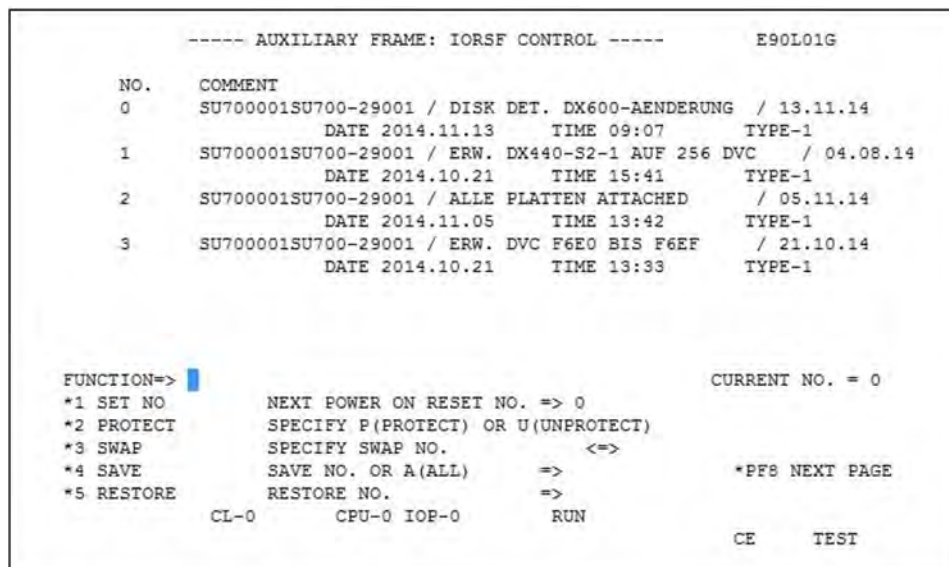 ----- AUXILIARY FRAME: IORSF CONTROL ----- E90L01G
NO. COMMENT
0 SU700001SU700-29001 / DISK DET. DX600-AENDERUNG / 13.11.14
DATE 2014.11.13 TIME 09:07 TYPE-1
1 SU700001SU700-29001 / ERW. DX440-S2-1 AUF 256 DVC / 04.08.14
DATE 2014.10.21 TIME 15:41 TYPE-1
2 SU700001SU700-29001 / ALLE PLATTEN ATTACHED / 05.11.14
DATE 2014.11.05 TIME 13:42 TYPE-1
3 SU700001SU700-29001 / ERW. DVC F6E0 BIS F6EF / 21.10.14
DATE 2014.10.21 TIME 13:33 TYPE-1
FUNCTION=> CURRENT NO. = 0
*1 SET NO NEXT POWER ON RESET NO. => 0
*2 PROTECT SPECIFY P(PROTECT) OR U(UNPROTECT)
*3 SWAP SPECIFY SWAP NO. <=>
*4 SAVE SAVE NO. OR A(ALL) => *PF8 NEXT PAGE
*5 RESTORE RESTORE NO. =>
CL-0 CPU-0 IOP-0 RUN
CE TEST